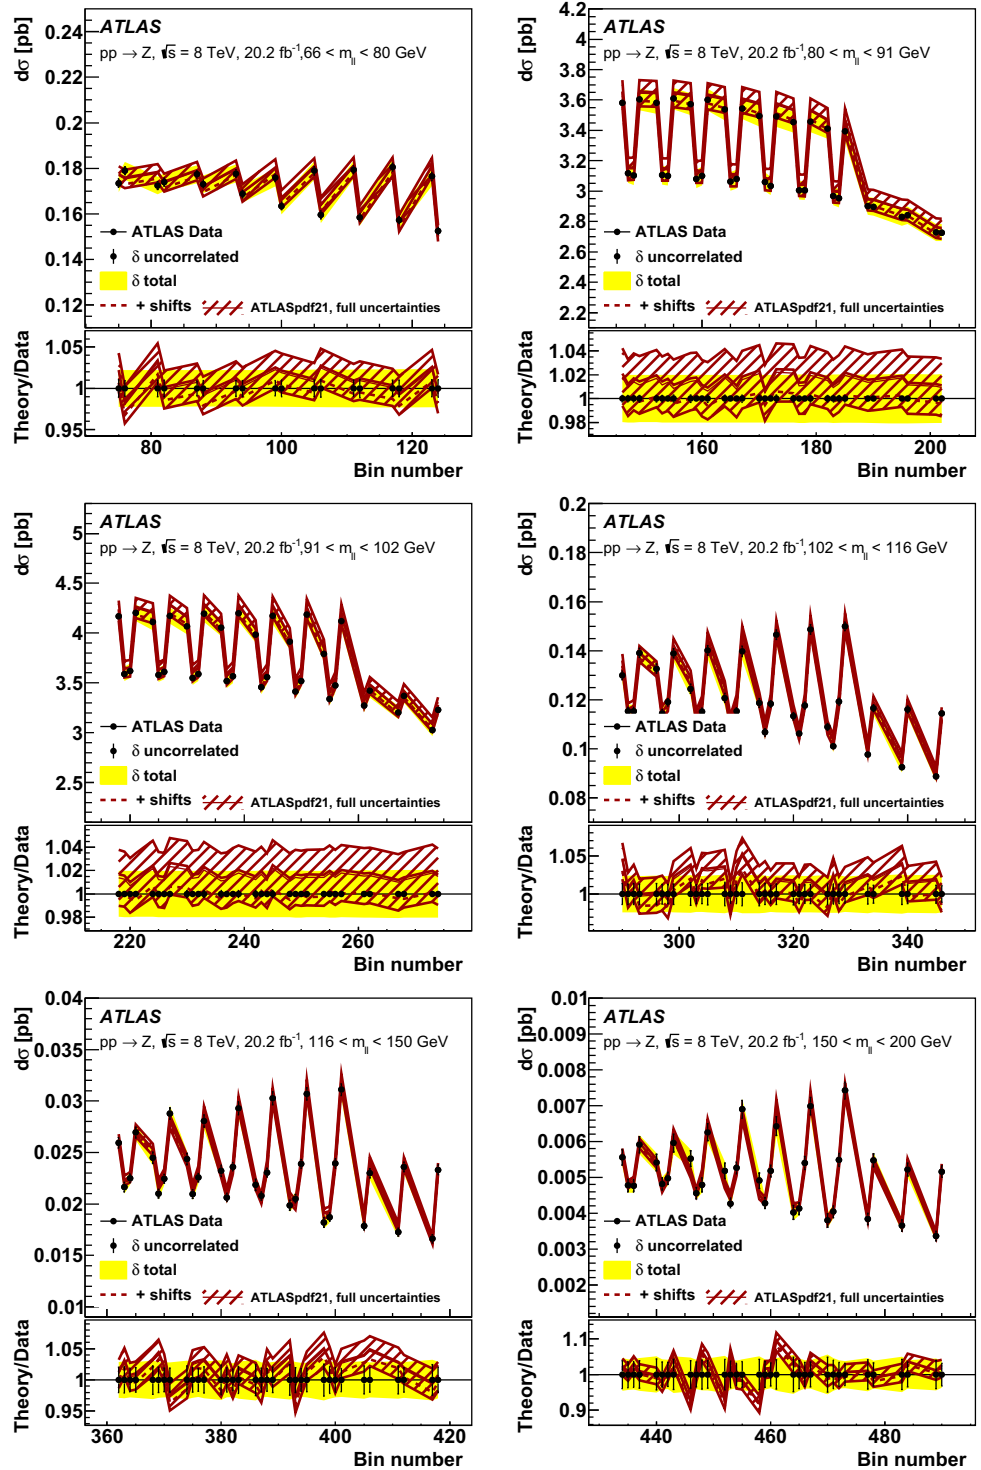 ATLAS
pp → Z, √s = 8 TeV, 20.2 fb⁻¹,66 < m_ll < 80 GeV
dσ [pb]
0.24
0.22
0.2
0.18
0.16
0.14
0.12
ATLAS Data
δ uncorrelated
δ total
+ shifts ATLASpdf21, full uncertainties
Theory/Data
1.05
1
0.95
80 100 120
Bin number
ATLAS
pp → Z, √s = 8 TeV, 20.2 fb⁻¹,80 < m_ll < 91 GeV
dσ [pb]
4.2
4
3.8
3.6
3.4
3.2
3
2.8
2.6
2.4
2.2
ATLAS Data
δ uncorrelated
δ total
+ shifts ATLASpdf21, full uncertainties
Theory/Data
1.04
1.02
1
0.98
160 180 200
Bin number
ATLAS
pp → Z, √s = 8 TeV, 20.2 fb⁻¹,91 < m_ll < 102 GeV
dσ [pb]
5
4.5
4
3.5
3
2.5
ATLAS Data
δ uncorrelated
δ total
+ shifts ATLASpdf21, full uncertainties
Theory/Data
1.04
1.02
1
0.98
220 240 260
Bin number
ATLAS
pp → Z, √s = 8 TeV, 20.2 fb⁻¹,102 < m_ll < 116 GeV
dσ [pb]
0.2
0.18
0.16
0.14
0.12
0.1
0.08
ATLAS Data
δ uncorrelated
δ total
+ shifts ATLASpdf21, full uncertainties
Theory/Data
1.05
1
300 320 340
Bin number
ATLAS
pp → Z, √s = 8 TeV, 20.2 fb⁻¹, 116 < m_ll < 150 GeV
dσ [pb]
0.04
0.035
0.03
0.025
0.02
0.015
0.01
ATLAS Data
δ uncorrelated
δ total
+ shifts ATLASpdf21, full uncertainties
Theory/Data
1.05
1
0.95
360 380 400 420
Bin number
ATLAS
pp → Z, √s = 8 TeV, 20.2 fb⁻¹, 150 < m_ll < 200 GeV
dσ [pb]
0.01
0.009
0.008
0.007
0.006
0.005
0.004
0.003
0.002
ATLAS Data
δ uncorrelated
δ total
+ shifts ATLASpdf21, full uncertainties
Theory/Data
1.1
1
0.9
440 460 480
Bin number